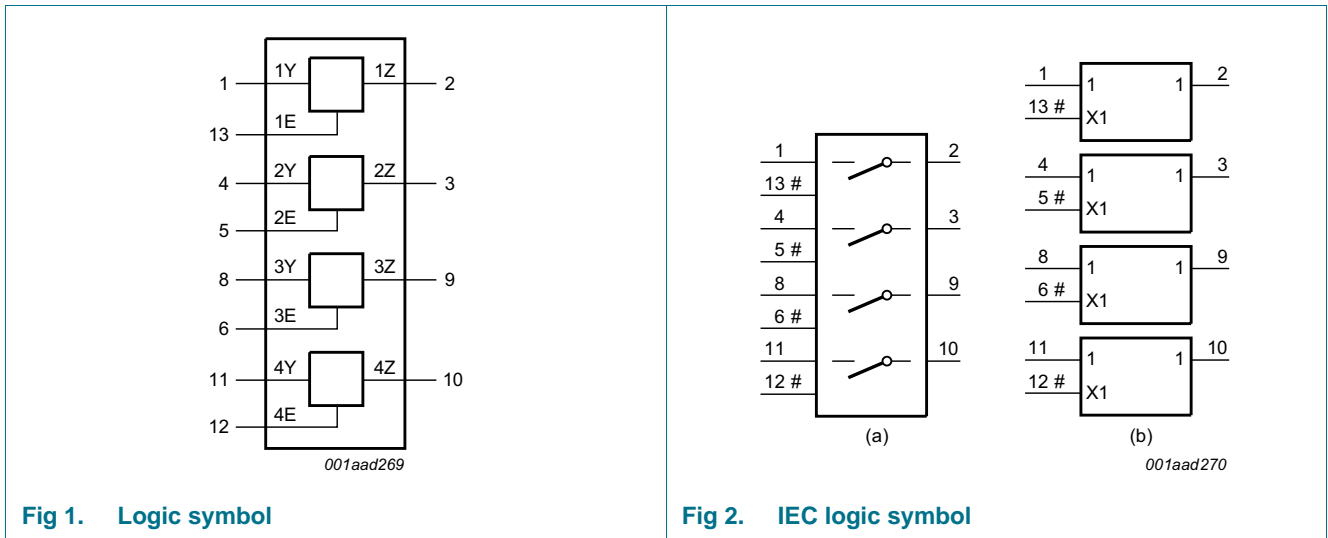 1 1Y 1Z 2
13 1E
4 2Y 2Z 3
5 2E
8 3Y 3Z 9
6 3E
11 4Y 4Z 10
12 4E
001aad269
Fig 1. Logic symbol
1 2
13 #
4 3
5 #
8 9
6 #
11 10
12 #
(a)
1 1 1 2
13 # X1
4 1 1 3
5 # X1
8 1 1 9
6 # X1
11 1 1 10
12 # X1
(b)
001aad270
Fig 2. IEC logic symbol